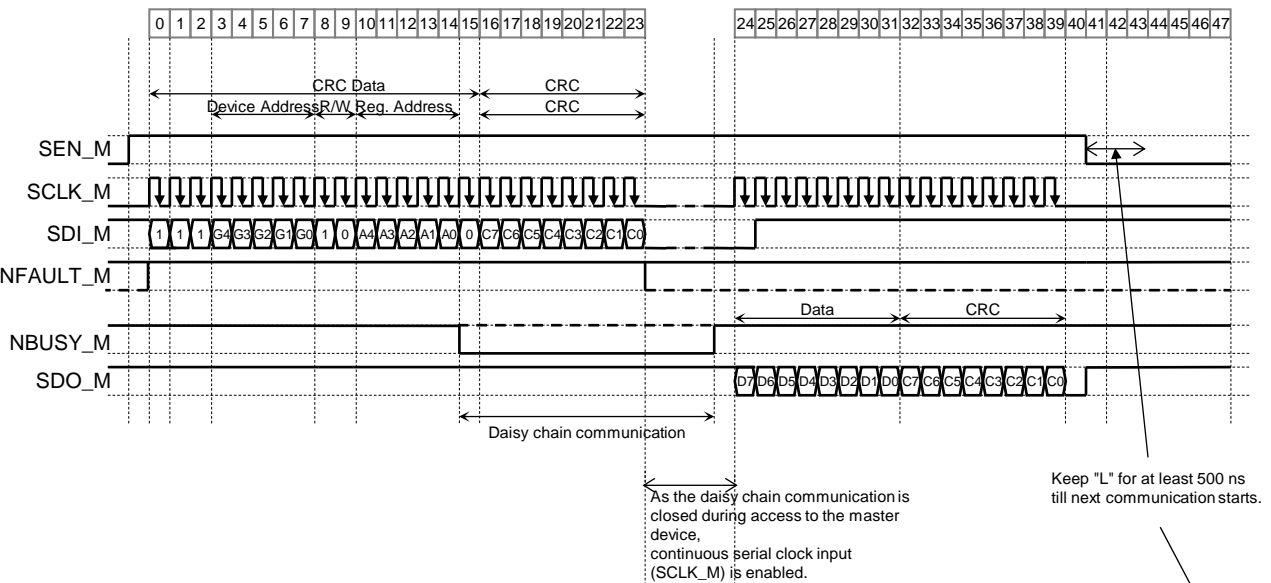 0 1 2 3 4 5 6 7 8 9 10 11 12 13 14 15 16 17 18 19 20 21 22 23 24 25 26 27 28 29 30 31 32 33 34 35 36 37 38 39 40 41 42 43 44 45 46 47
CRC Data CRC
Device Address R/W Reg. Address CRC
SEN_M
SCLK_M
SDI_M 1 1 1 G4 G3 G2 G1 G0 1 0 A4 A3 A2 A1 A0 0 C7 C6 C5 C4 C3 C2 C1 C0
NFAULT_M
Data CRC
NBUSY_M
SDO_M D7 D6 D5 D4 D3 D2 D1 D0 C7 C6 C5 C4 C3 C2 C1 C0
Daisy chain communication
Keep "L" for at least 500 ns
till next communication starts.
As the daisy chain communication is
closed during access to the master
device,
continuous serial clock input
(SCLK_M) is enabled.